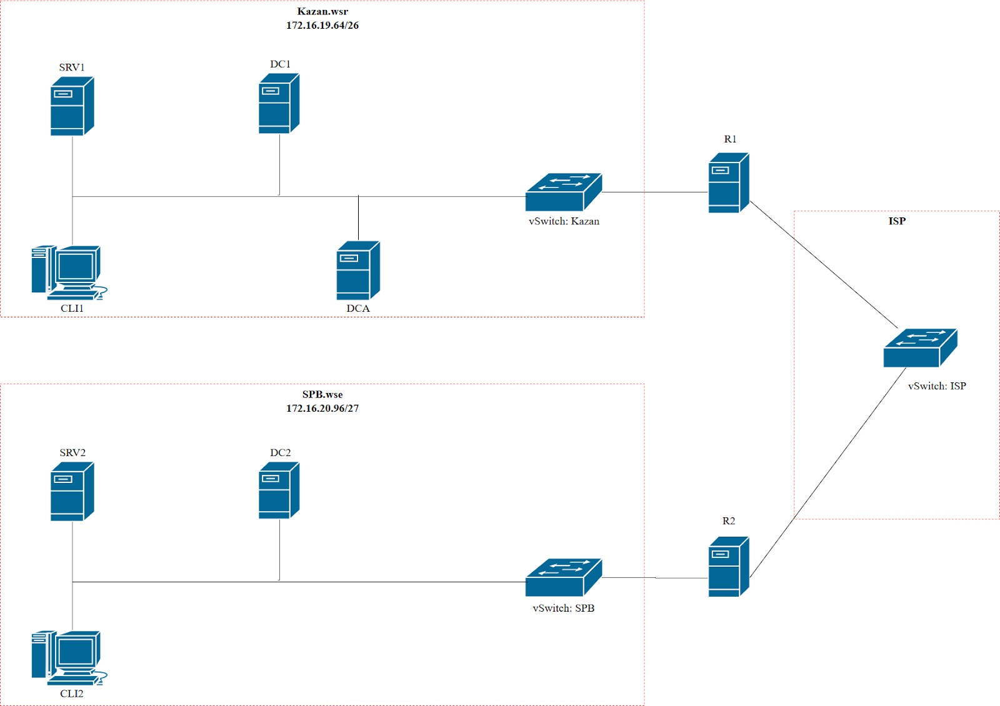 Kazan.wsr
172.16.19.64/26
SRV1
DC1
R1
vSwitch: Kazan
ISP
CLI1
DCA
vSwitch: ISP
SPB.wse
172.16.20.96/27
SRV2
DC2
R2
vSwitch: SPB
CLI2